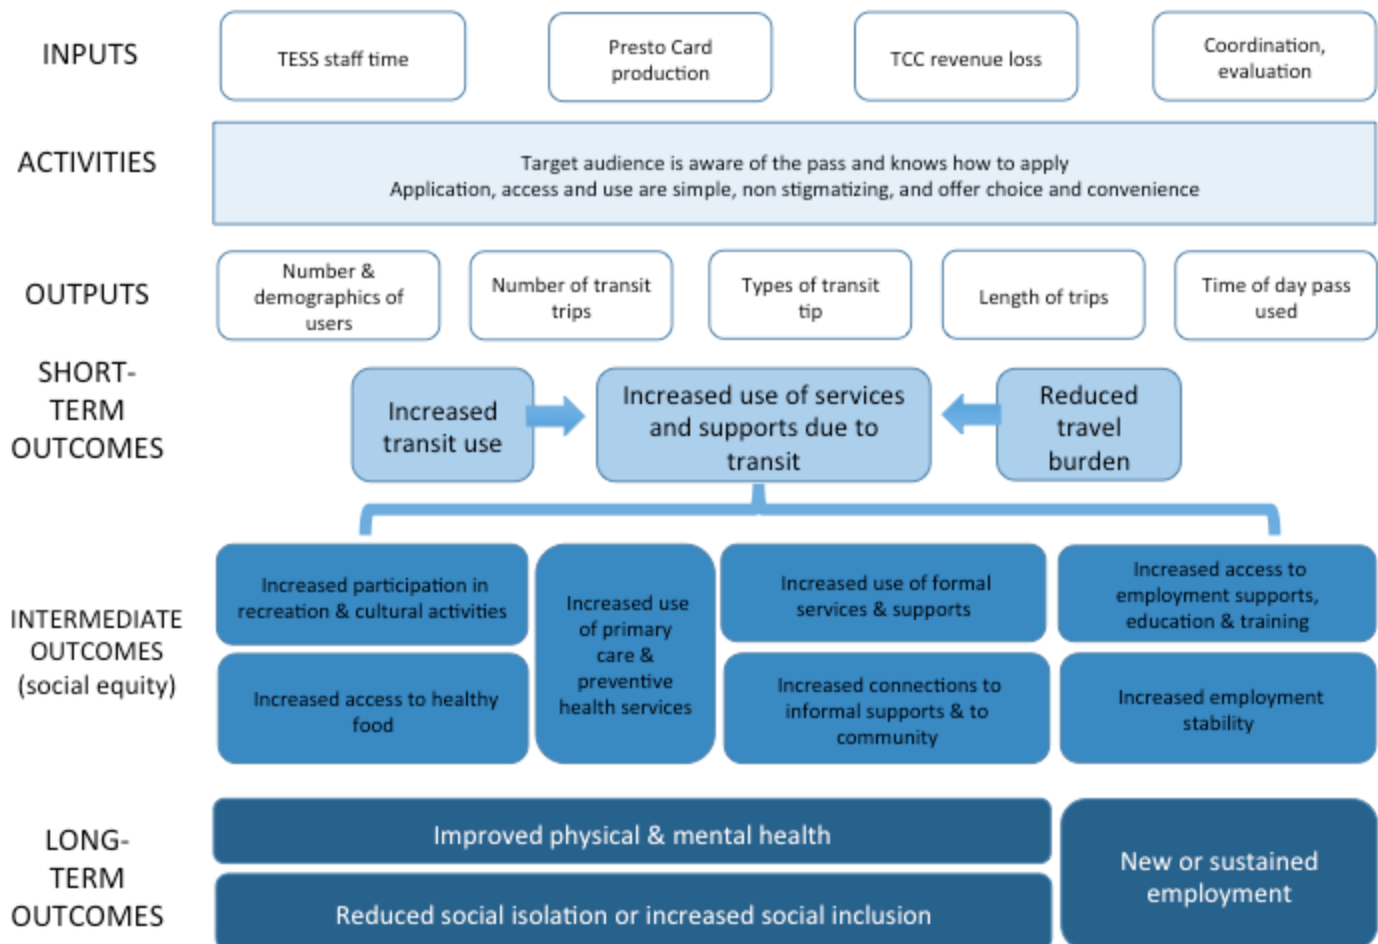 INPUTS
TESS staff time
Presto Card
production
TCC revenue loss
Coordination,
evaluation
ACTIVITIES
Target audience is aware of the pass and knows how to apply
Application, access and use are simple, non stigmatizing, and offer choice and convenience
OUTPUTS
Number &
demographics of
users
Number of transit
trips
Types of transit
tip
Length of trips
Time of day pass
used
SHORT-
TERM
OUTCOMES
Increased
transit use
Increased use of services
and supports due to
transit
Reduced
travel
burden
INTERMEDIATE
OUTCOMES
(social equity)
Increased participation in
recreation & cultural activities
Increased access to healthy
food
Increased use
of primary
care &
preventive
health services
Increased use of formal
services & supports
Increased connections to
informal supports & to
community
Increased access to
employment supports,
education & training
Increased employment
stability
LONG-
TERM
OUTCOMES
Improved physical & mental health
Reduced social isolation or increased social inclusion
New or sustained
employment